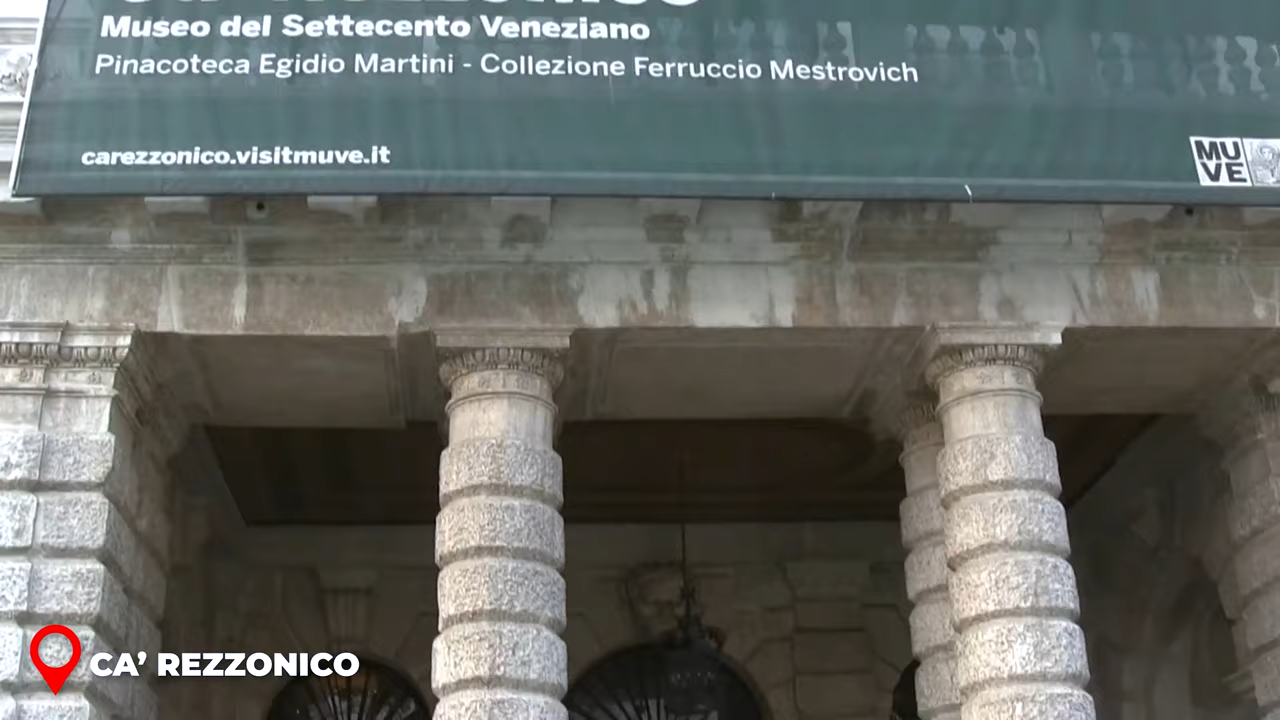 Museo del Settecento Veneziano
Pinacoteca Egidio Martini - Collezione Ferruccio Mestrovich
carezzonico.visitmuve.it
MU
VE
CA’ REZZONICO